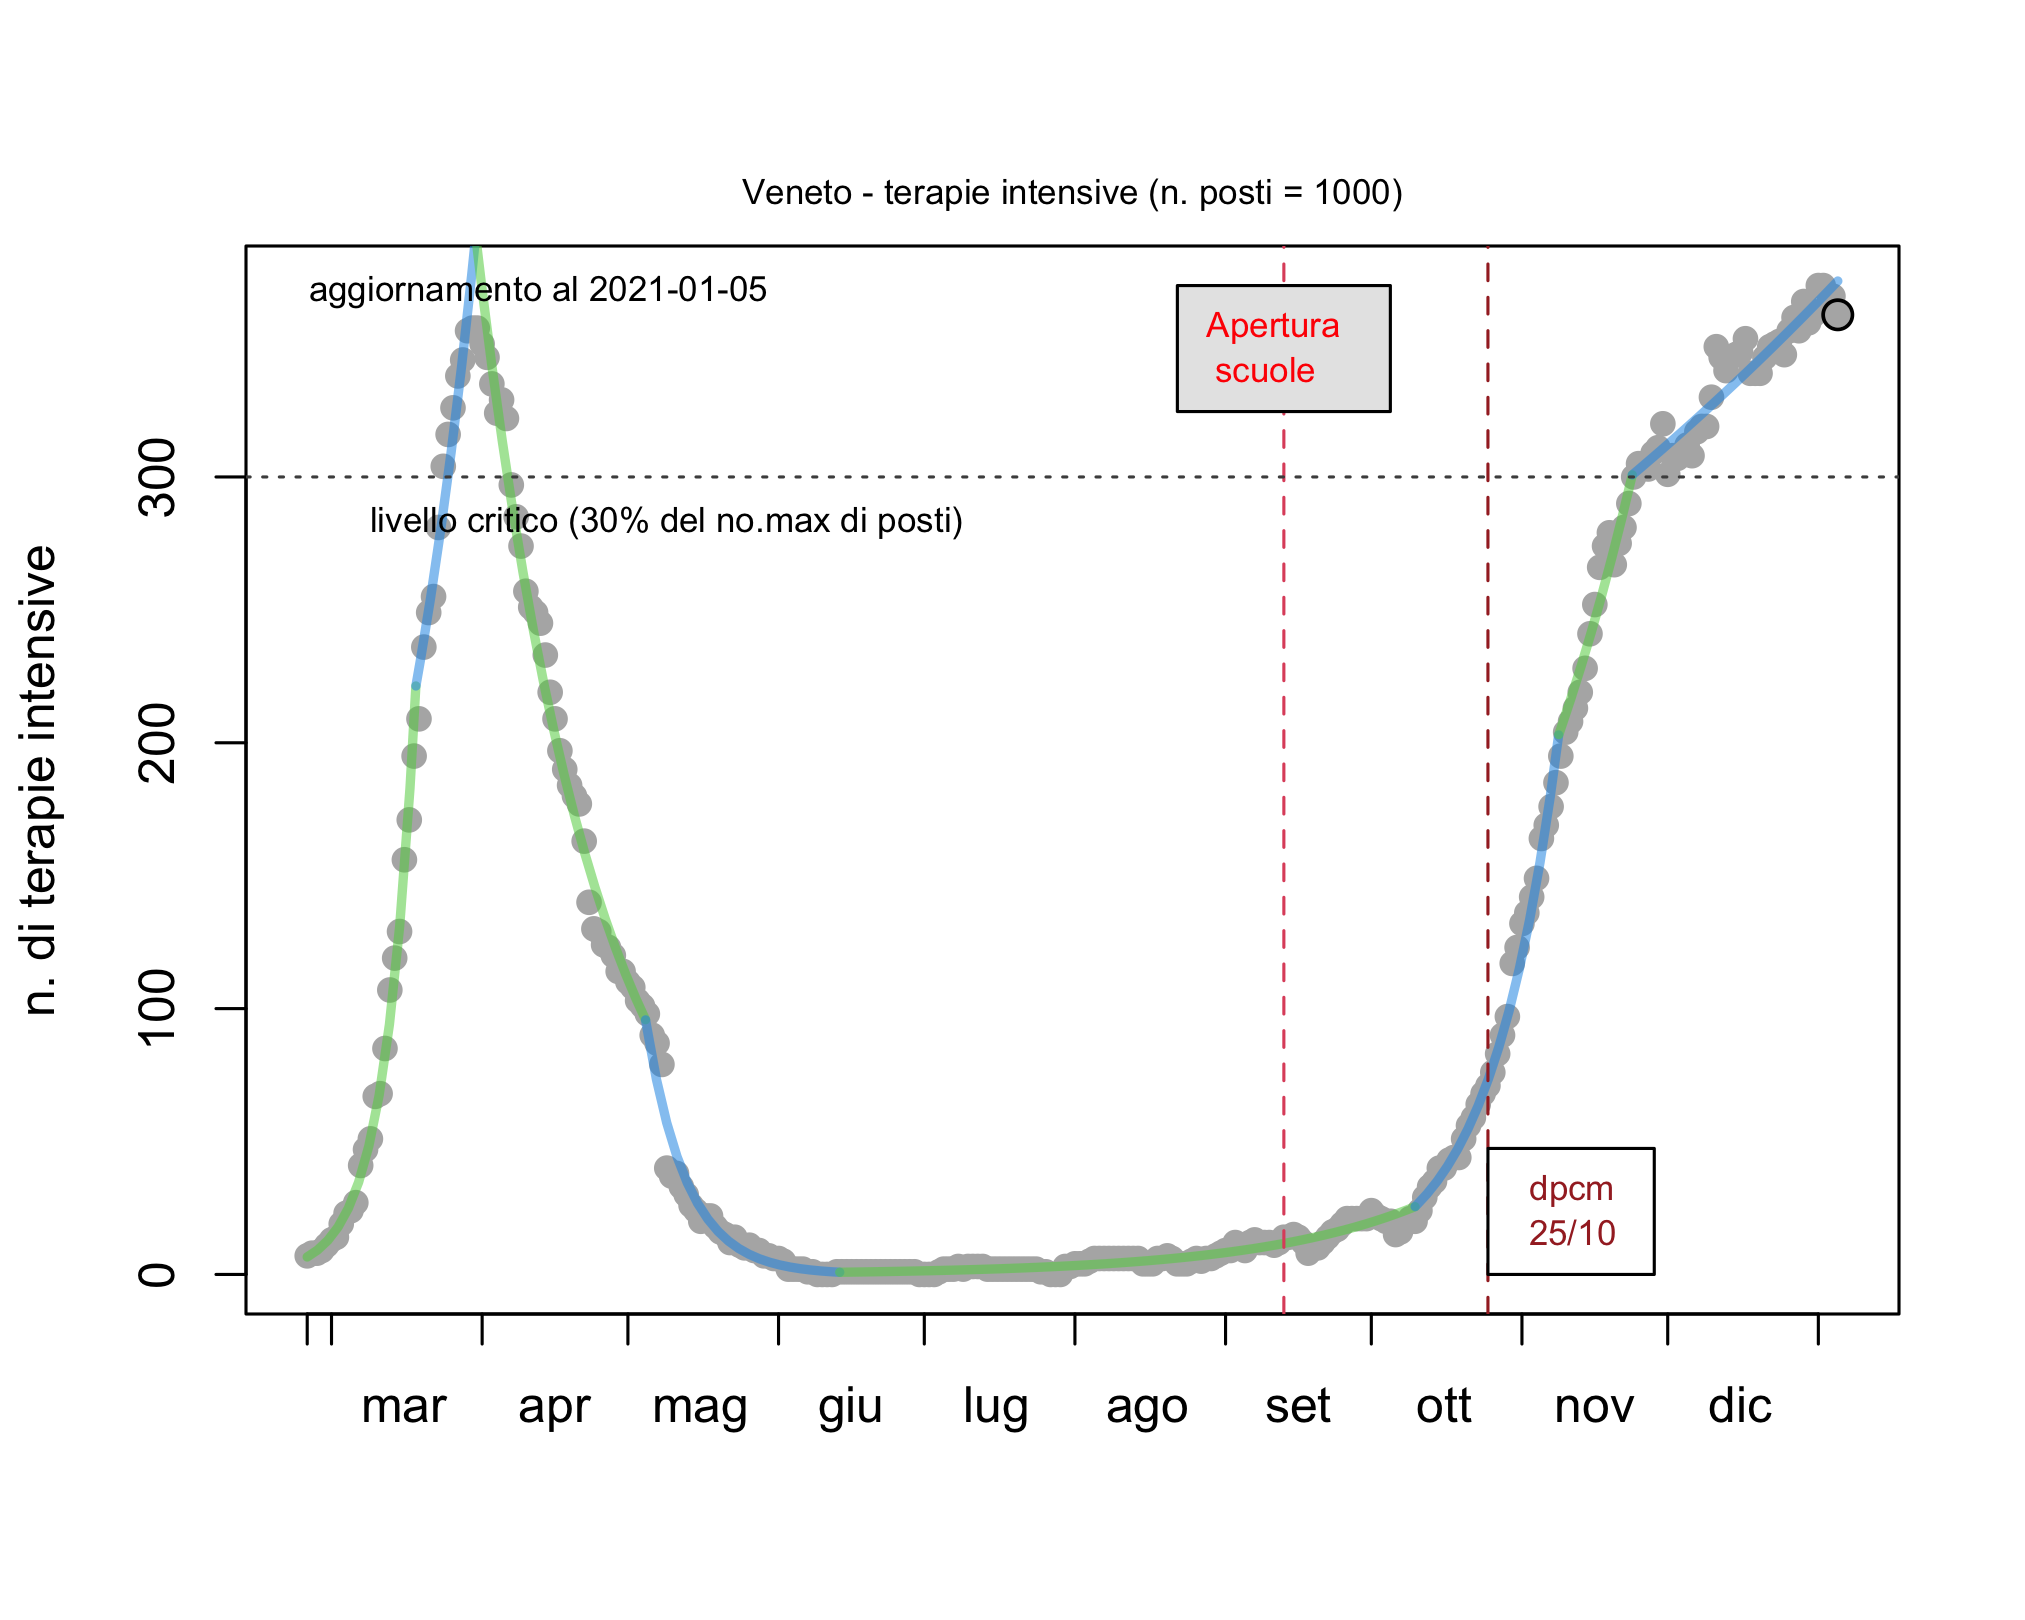 Veneto - terapie intensive (n. posti = 1000)
aggiornamento al 2021-01-05
Apertura
scuole
livello critico (30% del no.max di posti)
n. di terapie intensive
300
200
100
0
dpcm
25/10
mar apr mag giu lug ago set ott nov dic